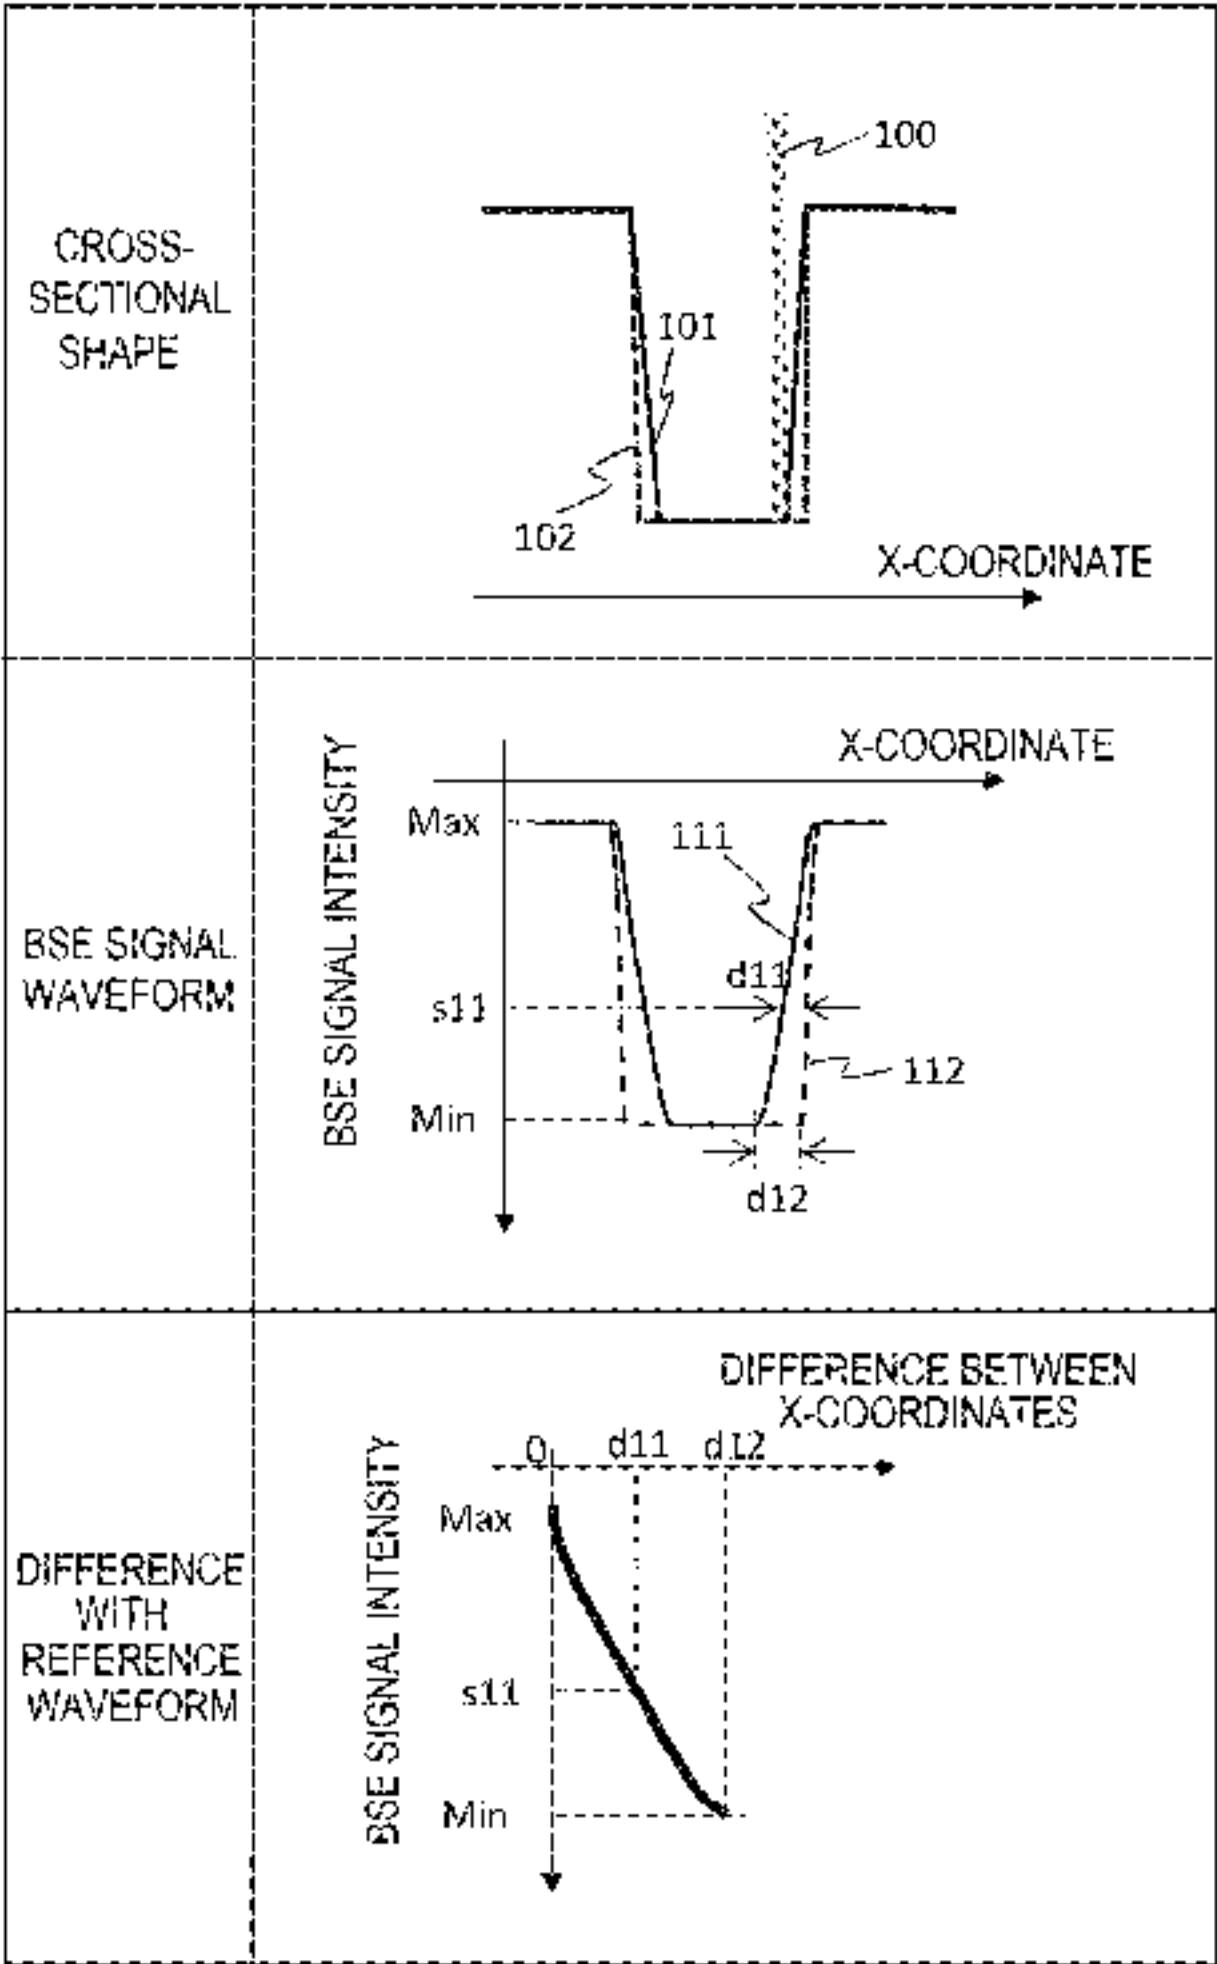 CROSS-
SECTIONAL
SHAPE
100
101
102
X-COORDINATE
BSE SIGNAL
WAVEFORM
BSE SIGNAL INTENSITY
X-COORDINATE
Max
111
d11
s11
112
Min
d12
DIFFERENCE
WITH
REFERENCE
WAVEFORM
DIFFERENCE BETWEEN
X-COORDINATES
BSE SIGNAL INTENSITY
0
d11
d12
Max
s11
Min